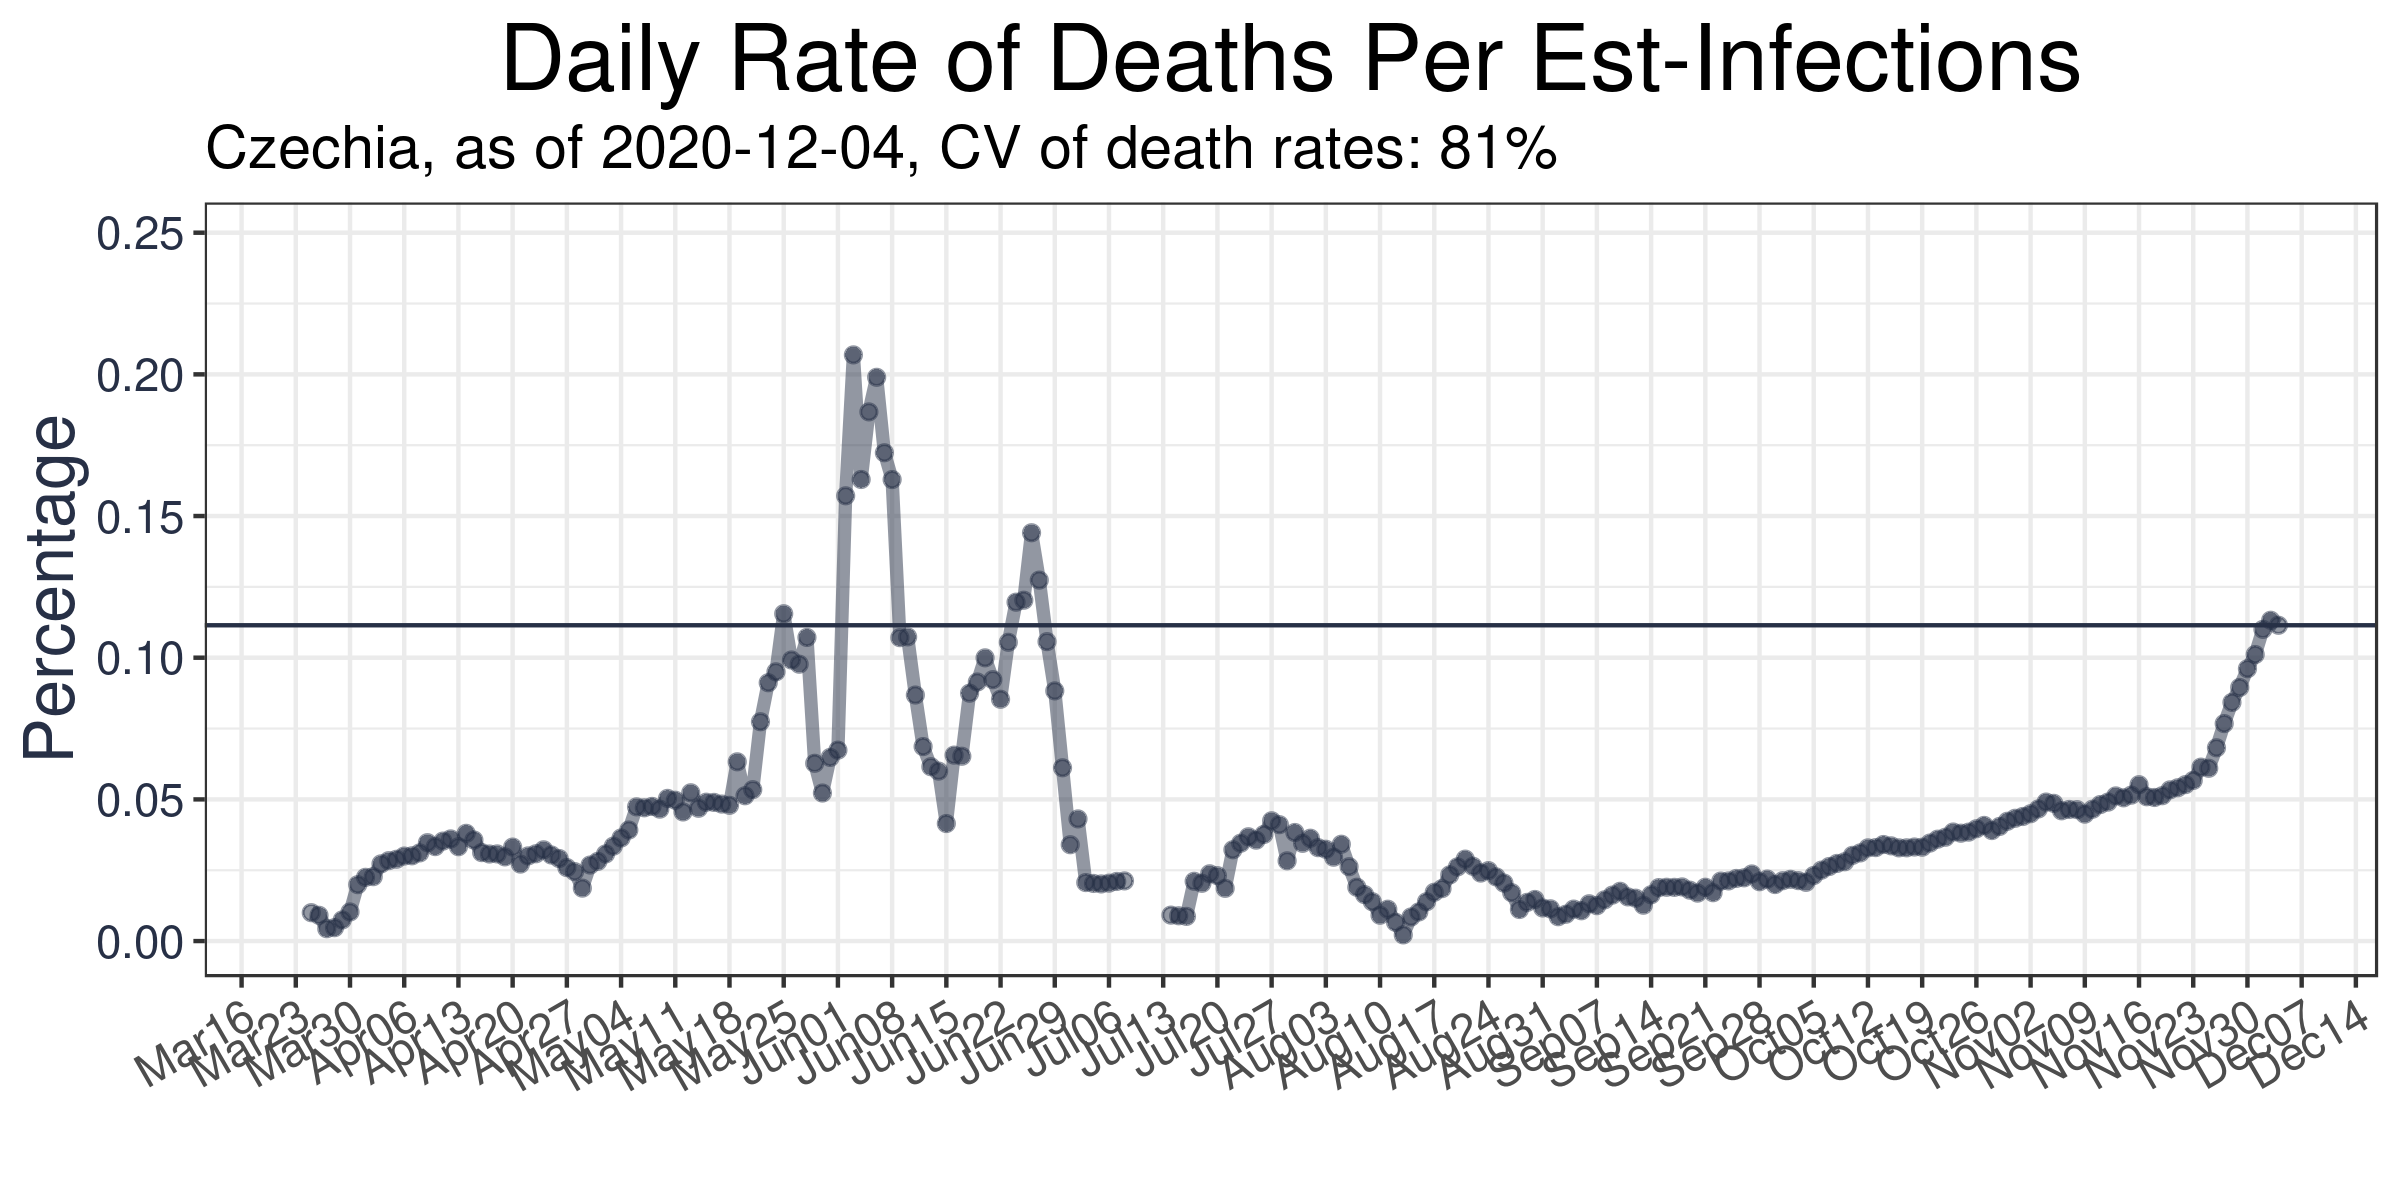 Daily Rate of Deaths Per Est-Infections
Czechia, as of 2020-12-04, CV of death rates: 81%
Percentage
0.25
0.20
0.15
0.10
0.05
0.00
Mar16
Mar23
Mar30
Apr06
Apr13
Apr20
Apr27
May04
May11
May18
May25
Jun01
Jun08
Jun15
Jun22
Jun29
Jul06
Jul13
Jul20
Jul27
Aug03
Aug10
Aug17
Aug24
Aug31
Sep07
Sep14
Sep21
Sep28
Oct05
Oct12
Oct19
Oct26
Nov02
Nov09
Nov16
Nov23
Nov30
Dec07
Dec14